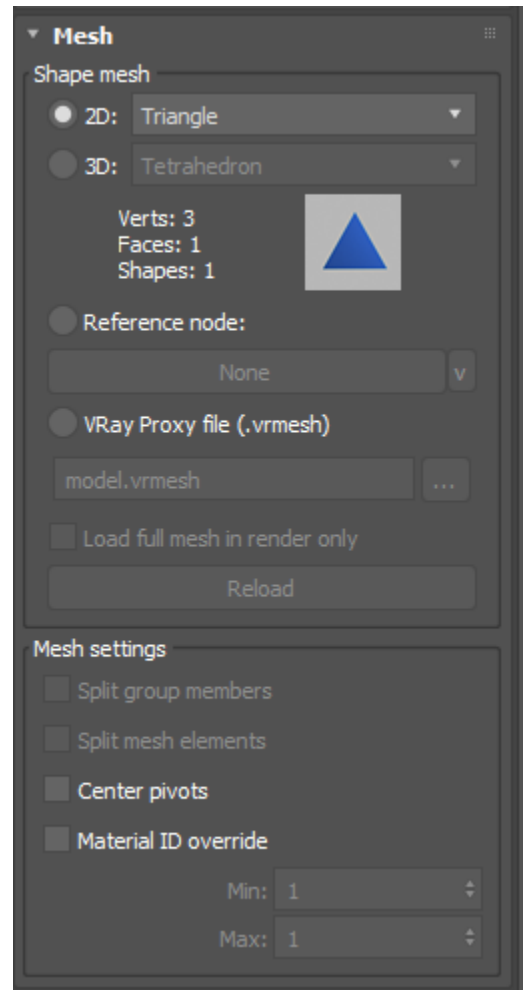 Mesh
Shape mesh
2D: Triangle
3D: Tetrahedron
Verts: 3
Faces: 1
Shapes: 1
Reference node:
None v
VRay Proxy file (.vrmesh)
model.vrmesh ...
Load full mesh in render only
Reload
Mesh settings
Split group members
Split mesh elements
Center pivots
Material ID override
Min: 1
Max: 1